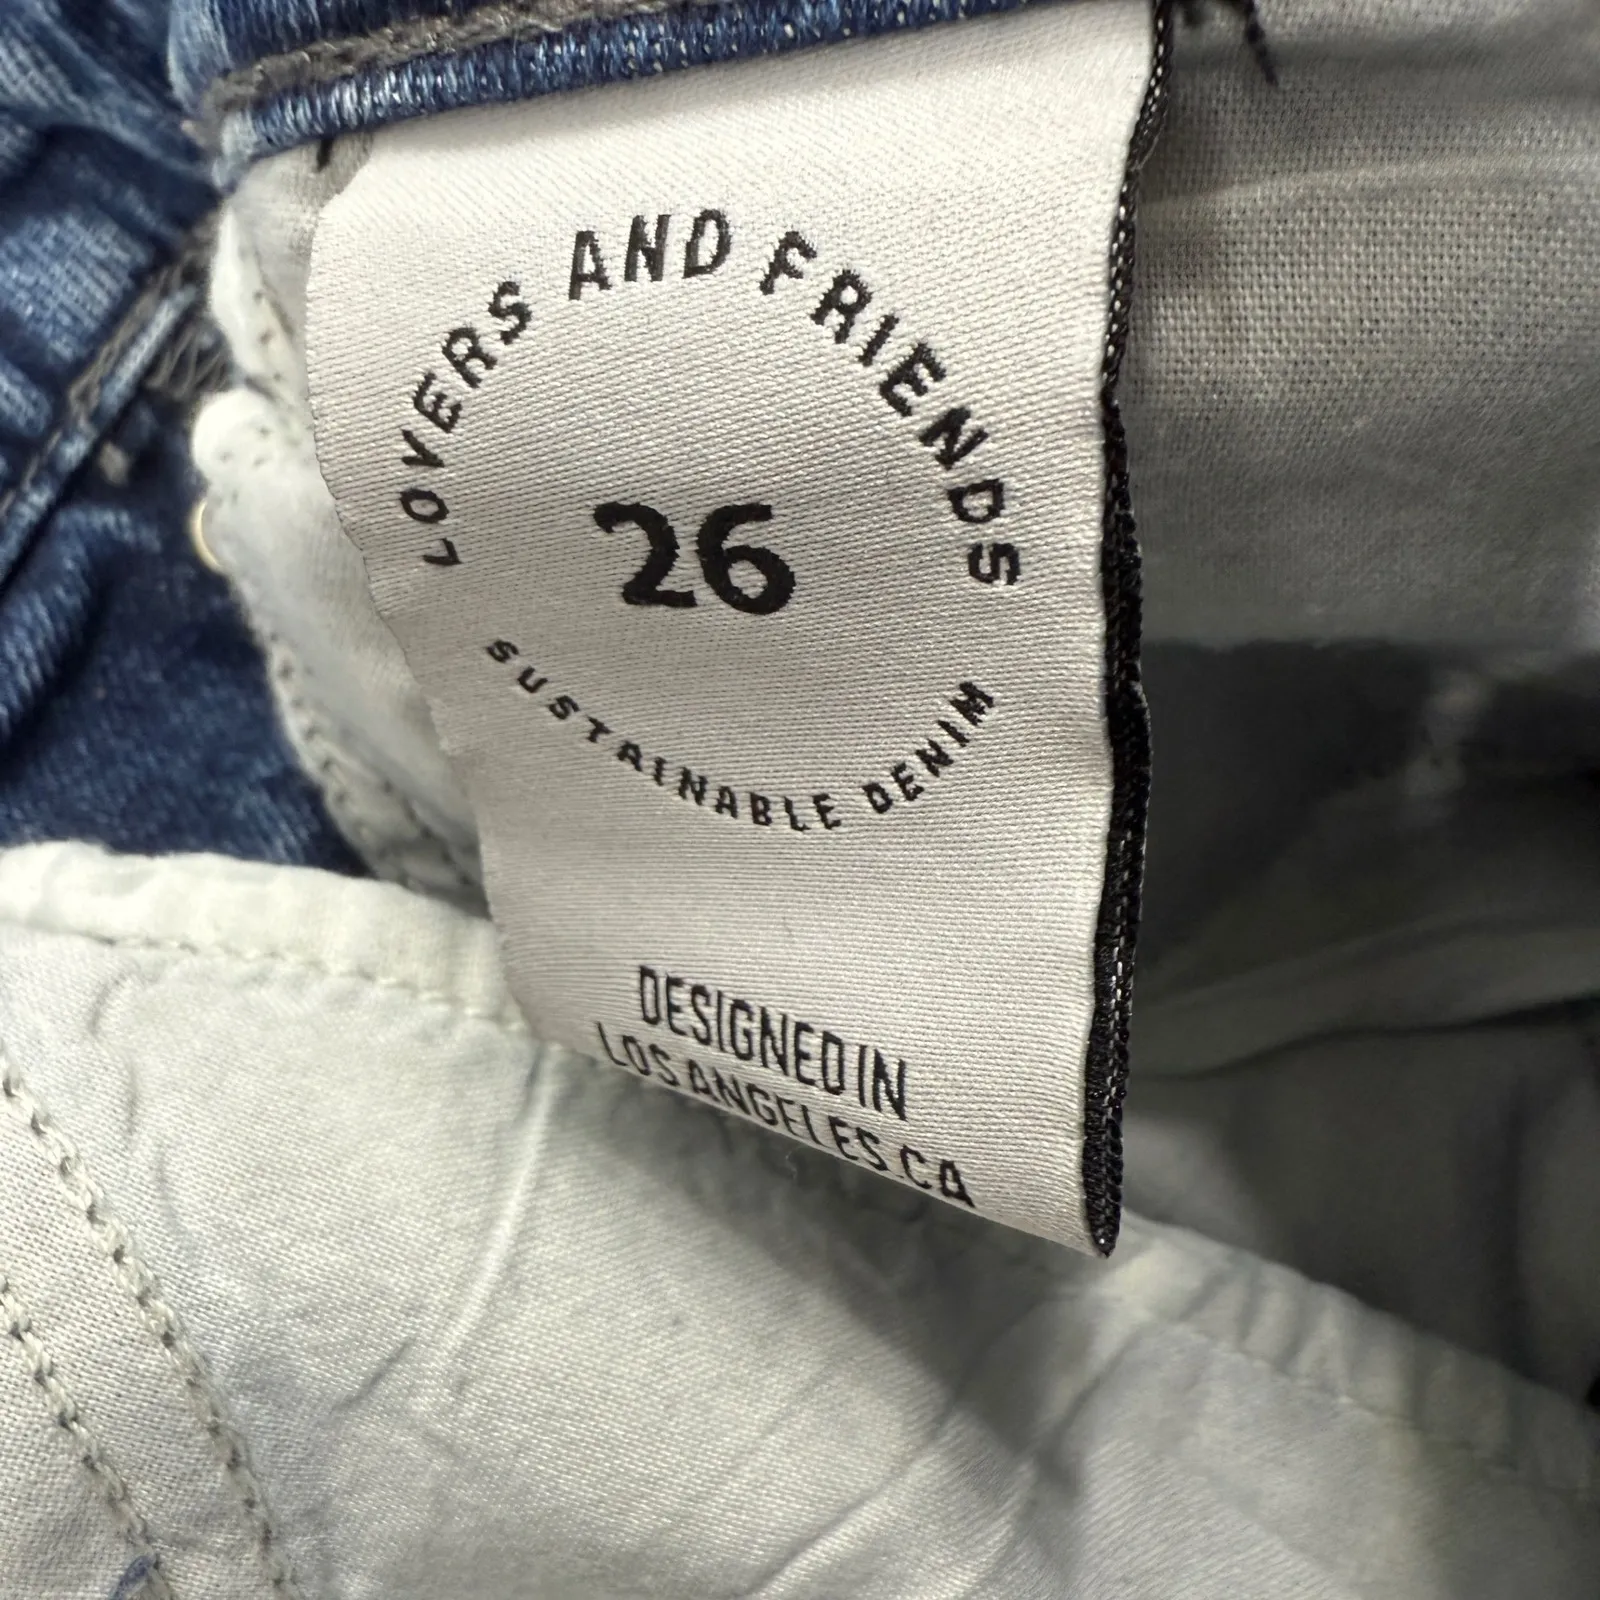 LOVERS AND FRIENDS
26
SUSTAINABLE DENIM
DESIGNED IN
LOS ANGELES.CA